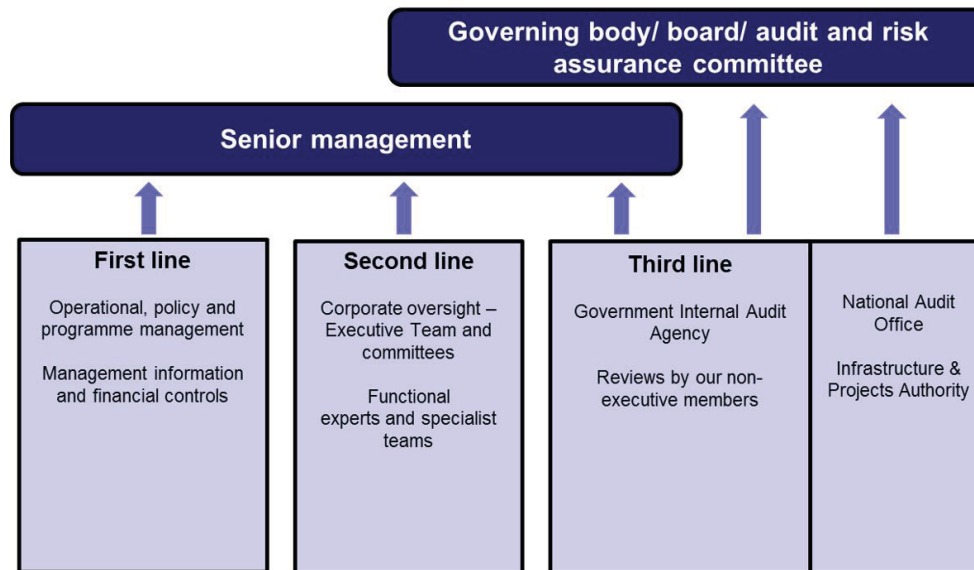 Governing body/ board/ audit and risk
assurance committee
Senior management
First line
Operational, policy and
programme management
Management information
and financial controls
Second line
Corporate oversight –
Executive Team and
committees
Functional
experts and specialist
teams
Third line
Government Internal Audit
Agency
Reviews by our non-
executive members
National Audit
Office
Infrastructure &
Projects Authority